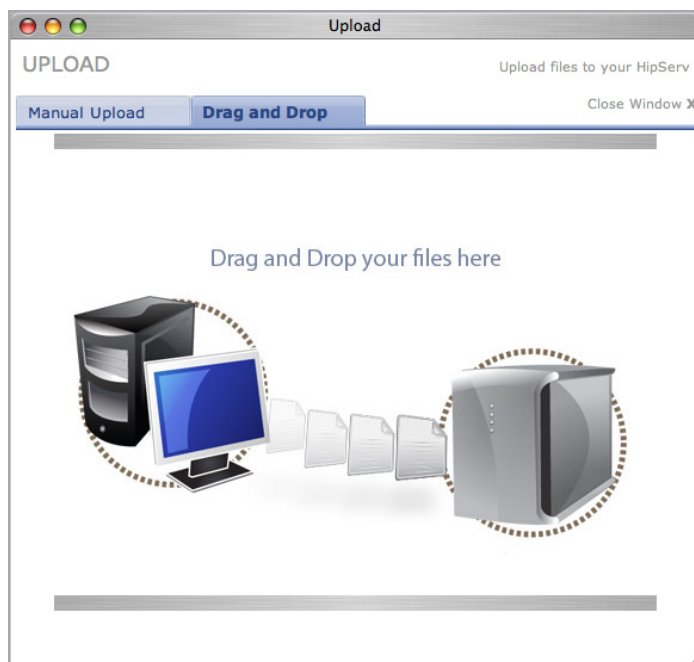 Upload
UPLOAD
Upload files to your HipServ
Close Window X
Manual Upload
Drag and Drop
Drag and Drop your files here